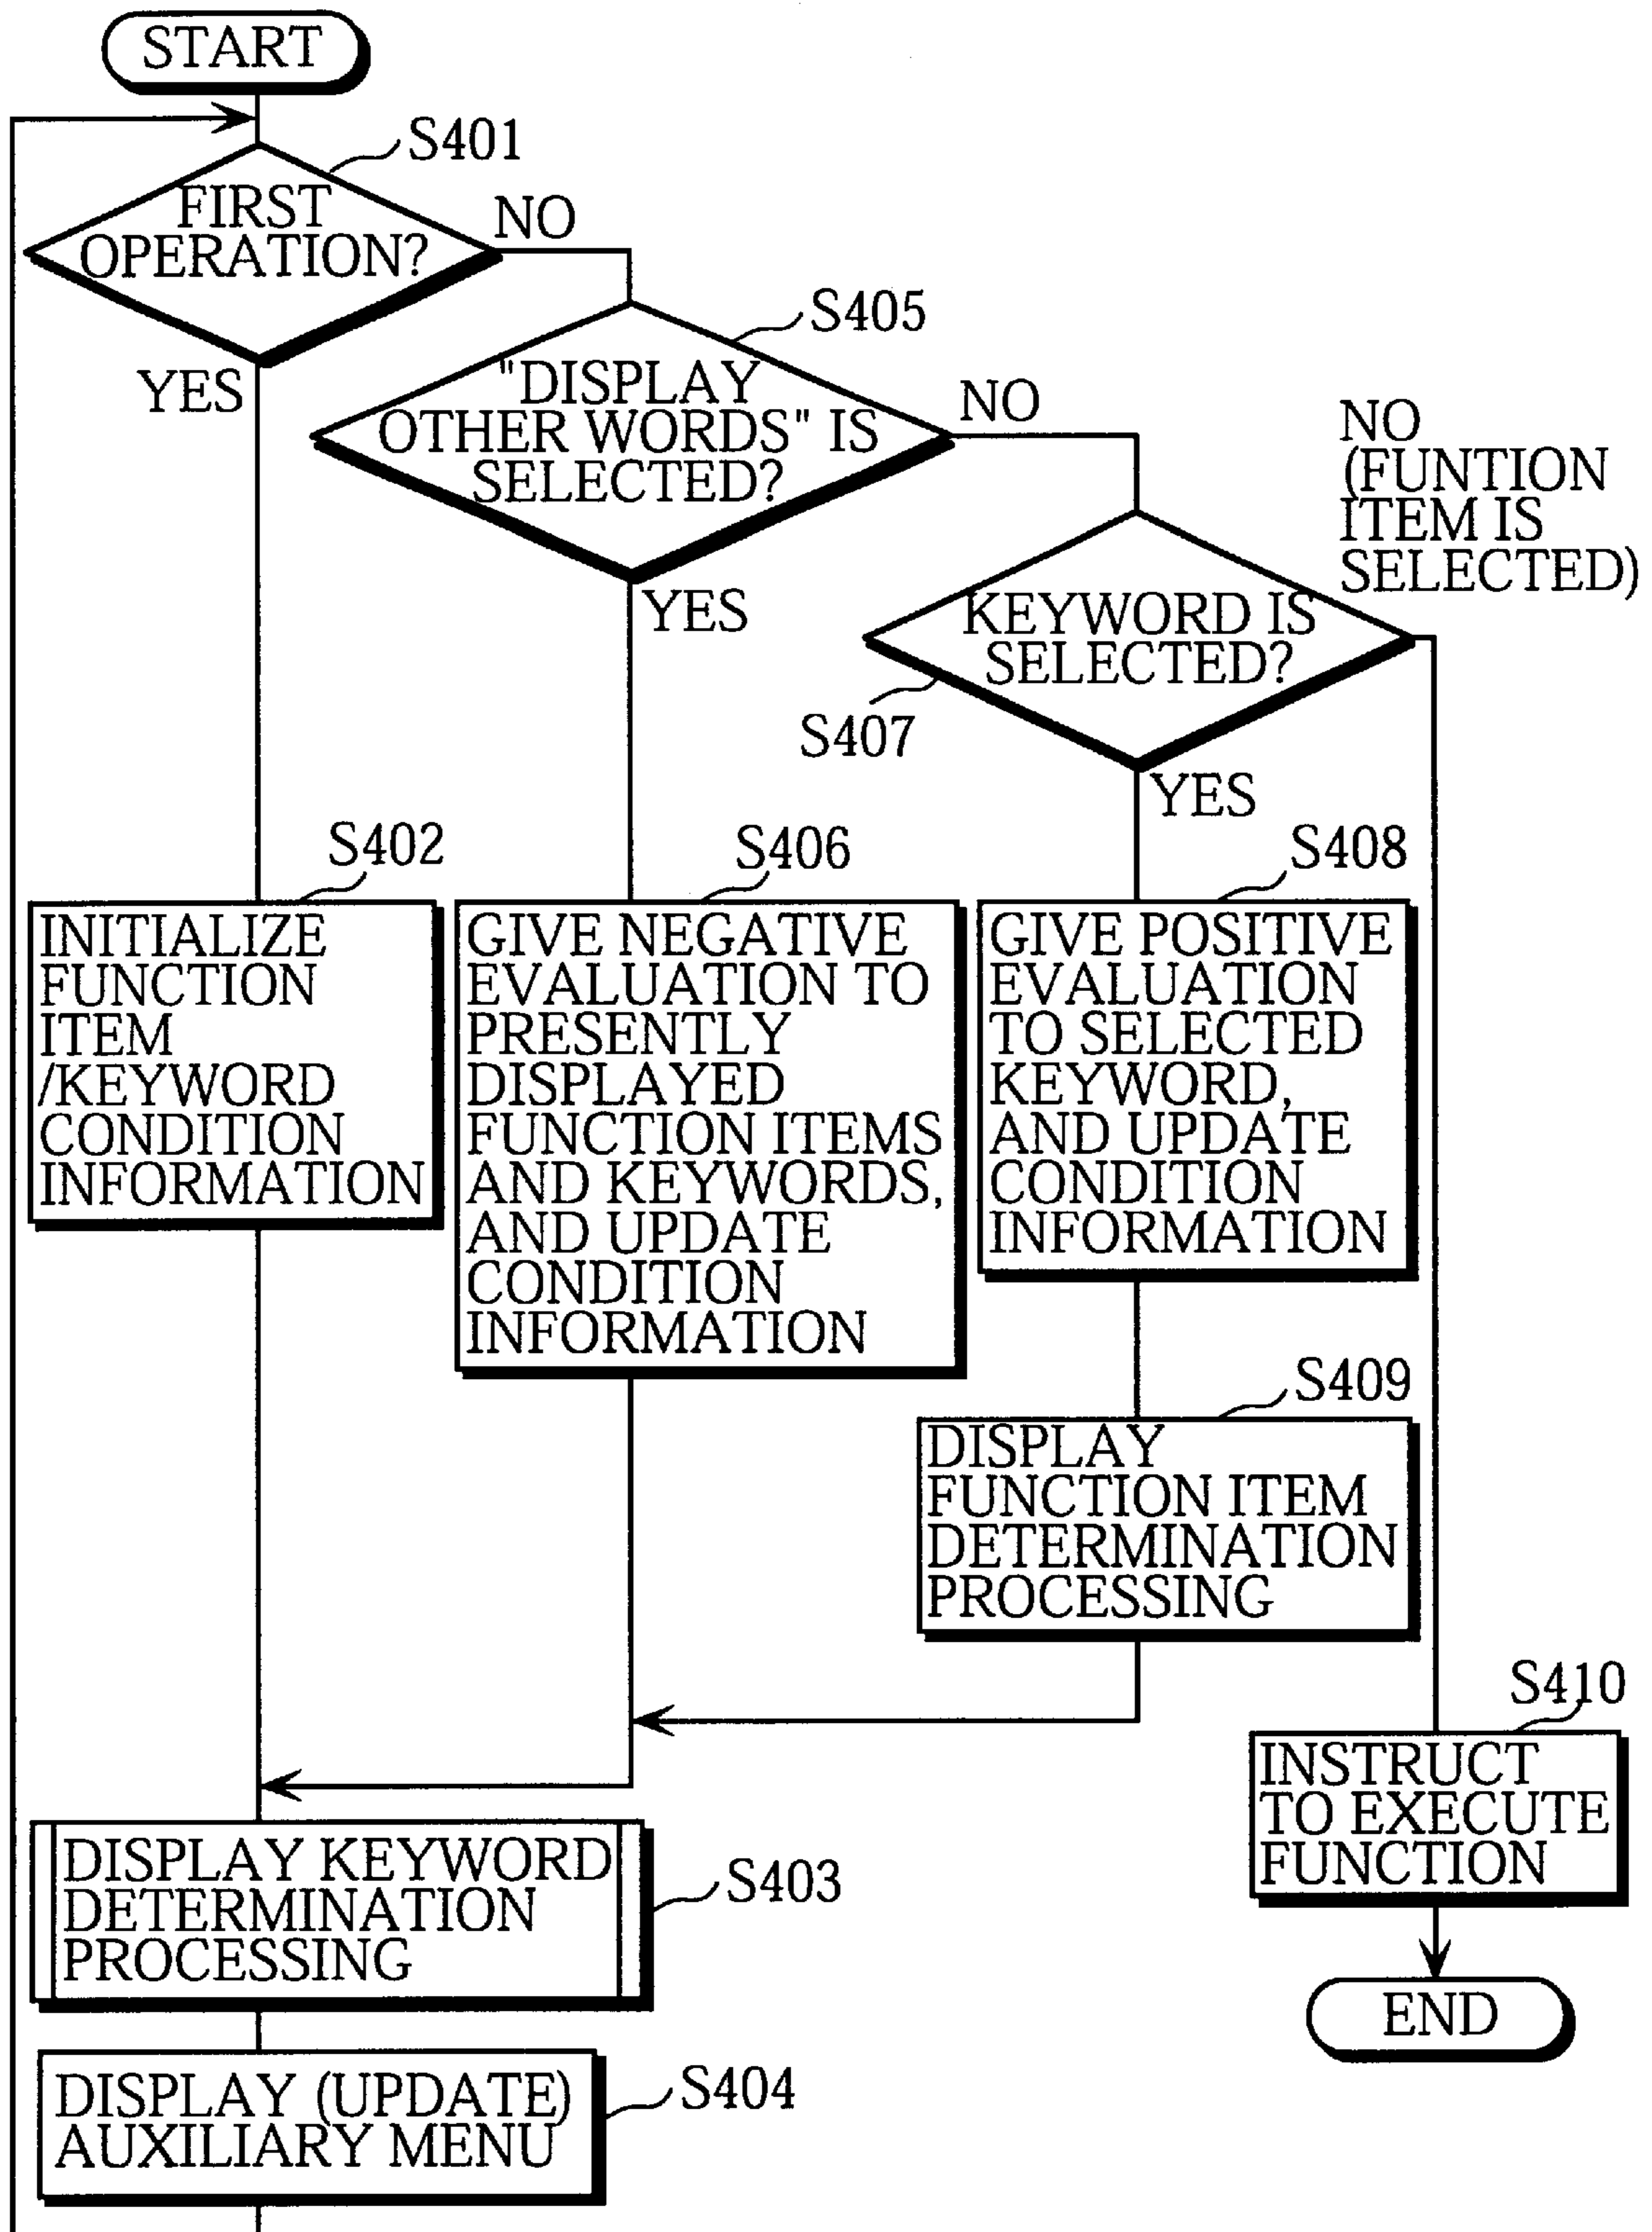 START
S401
FIRST
OPERATION?
NO
YES
S405
"DISPLAY
OTHER WORDS" IS
SELECTED?
NO
YES
NO
(FUNTION
ITEM IS
SELECTED)
KEYWORD IS
SELECTED?
S407
YES
S402
INITIALIZE
FUNCTION
ITEM
/KEYWORD
CONDITION
INFORMATION
S406
GIVE NEGATIVE
EVALUATION TO
PRESENTLY
DISPLAYED
FUNCTION ITEMS
AND KEYWORDS,
AND UPDATE
CONDITION
INFORMATION
S408
GIVE POSITIVE
EVALUATION
TO SELECTED
KEYWORD,
AND UPDATE
CONDITION
INFORMATION
S409
DISPLAY
FUNCTION ITEM
DETERMINATION
PROCESSING
S410
INSTRUCT
TO EXECUTE
FUNCTION
END
DISPLAY KEYWORD
DETERMINATION
PROCESSING
S403
DISPLAY (UPDATE)
AUXILIARY MENU
S404